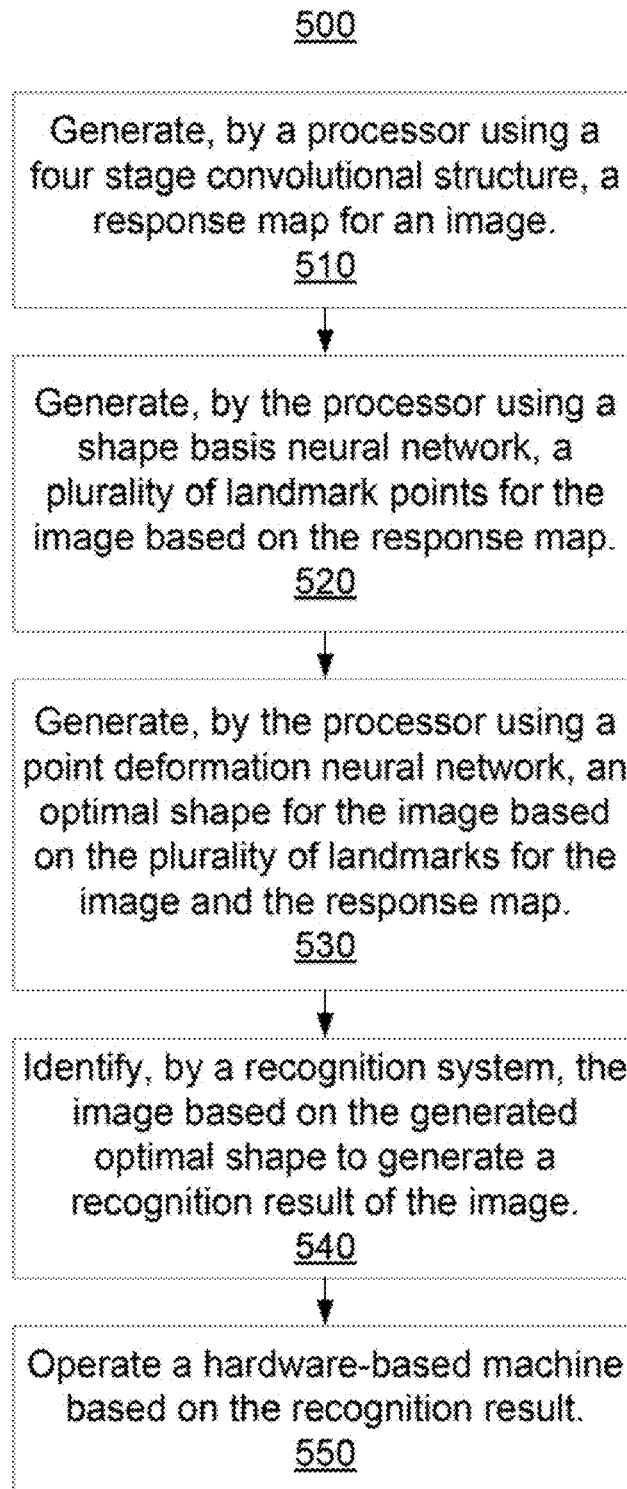 500
Generate, by a processor using a
four stage convolutional structure, a
response map for an image.
510
Generate, by the processor using a
shape basis neural network, a
plurality of landmark points for the
image based on the response map.
520
Generate, by the processor using a
point deformation neural network, an
optimal shape for the image based
on the plurality of landmarks for the
image and the response map.
530
Identify, by a recognition system, the
image based on the generated
optimal shape to generate a
recognition result of the image.
540
Operate a hardware-based machine
based on the recognition result.
550